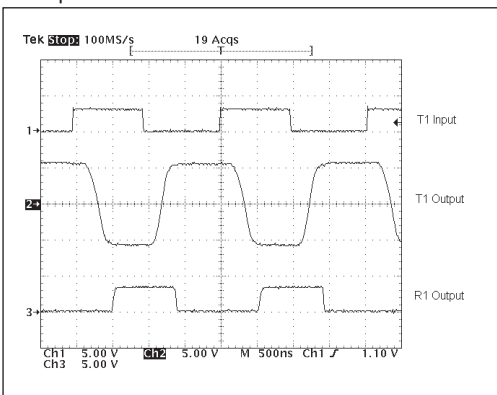 Tek Stop: 100MS/s 19 Acqs
T1 Input
1
T1 Output
2
R1 Output
3
Ch1 5.00 V Ch2 5.00 V M 500ns Ch1 ƒ 1.10 V
Ch3 5.00 V